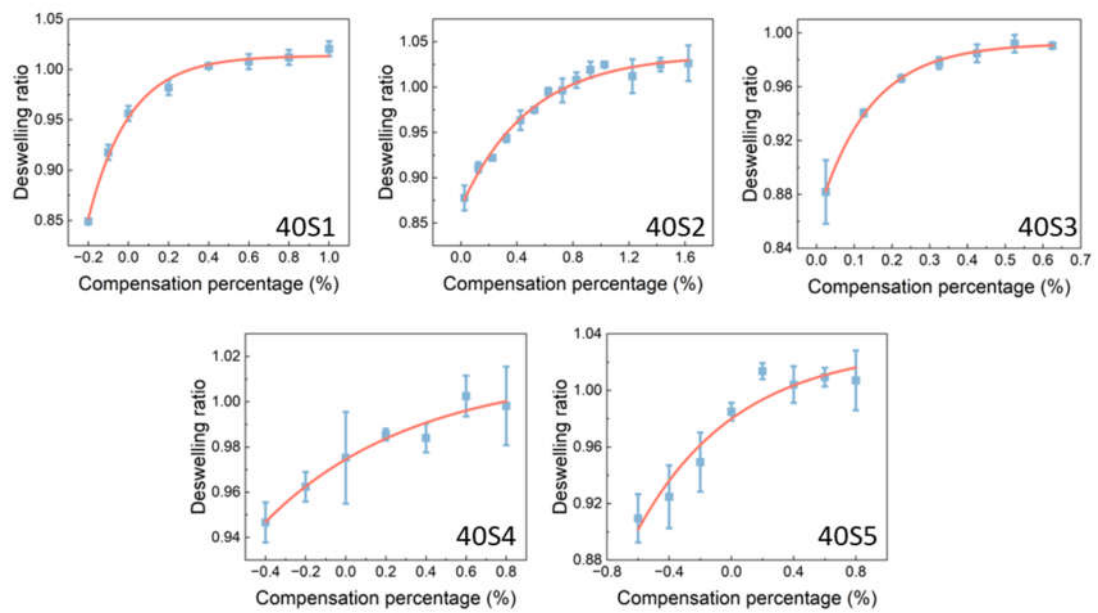 1.05
1.00
0.95
0.90
0.85
Deswelling ratio
40S1
−0.2 0.0 0.2 0.4 0.6 0.8 1.0
Compensation percentage (%)
1.05
1.00
0.95
0.90
0.85
Deswelling ratio
40S2
0.0 0.4 0.8 1.2 1.6
Compensation percentage (%)
1.00
0.96
0.92
0.88
0.84
Deswelling ratio
40S3
0.0 0.1 0.2 0.3 0.4 0.5 0.6 0.7
Compensation percentage (%)
1.02
1.00
0.98
0.96
0.94
Deswelling ratio
40S4
−0.4 −0.2 0.0 0.2 0.4 0.6 0.8
Compensation percentage (%)
1.04
1.00
0.96
0.92
0.88
Deswelling ratio
40S5
−0.8 −0.4 0.0 0.4 0.8
Compensation percentage (%)